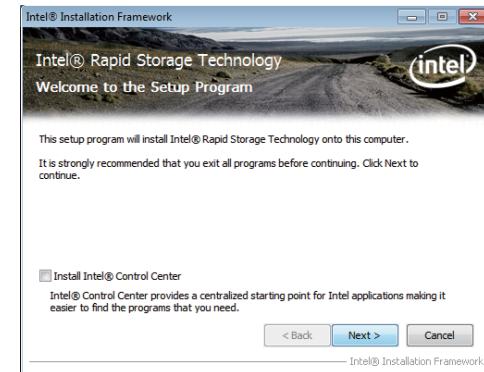 Intel® Installation Framework
Intel® Rapid Storage Technology
Welcome to the Setup Program
intel
This setup program will install Intel® Rapid Storage Technology onto this computer.
It is strongly recommended that you exit all programs before continuing. Click Next to
continue.
Install Intel® Control Center
Intel® Control Center provides a centralized starting point for Intel applications making it
easier to find the programs that you need.
< Back Next > Cancel
Intel® Installation Framework